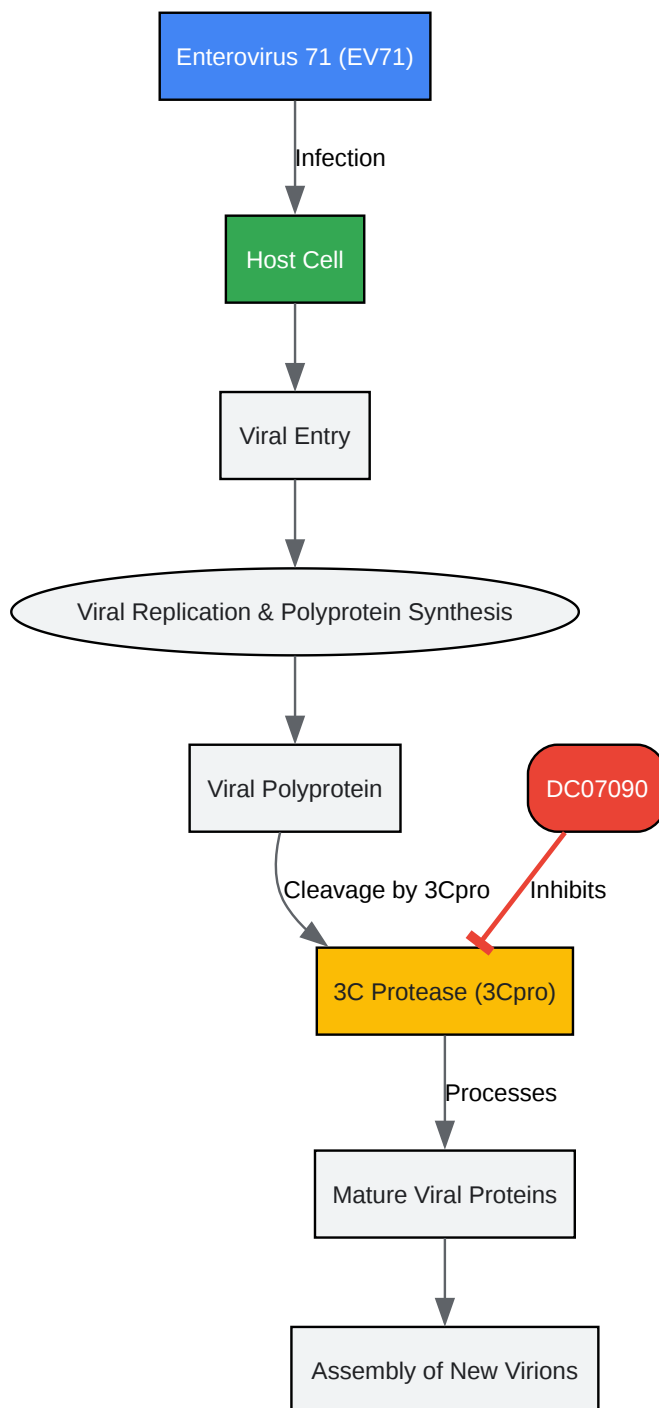 Enterovirus 71 (EV71)
Infection
Host Cell
Viral Entry
Viral Replication & Polyprotein Synthesis
Viral Polyprotein
DC07090
Cleavage by 3Cpro
Inhibits
3C Protease (3Cpro)
Processes
Mature Viral Proteins
Assembly of New Virions